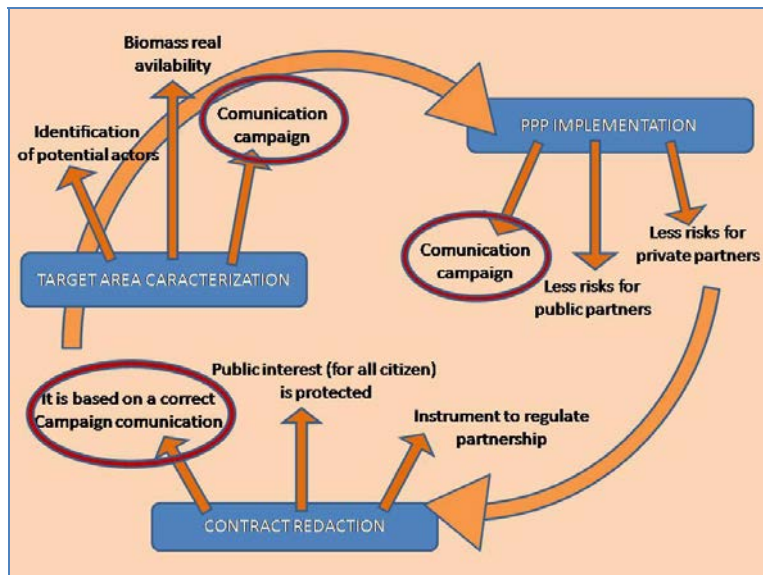 Biomass real
avilability
Comunication
campaign
Identification
of potential actors
TARGET AREA CARACTERIZATION
PPP IMPLEMENTATION
Comunication
campaign
Less risks for
public partners
Less risks for
private partners
It is based on a correct
Campaign comunication
Public interest (for all citizen)
is protected
Instrument to regulate
partnership
CONTRACT REDACTION